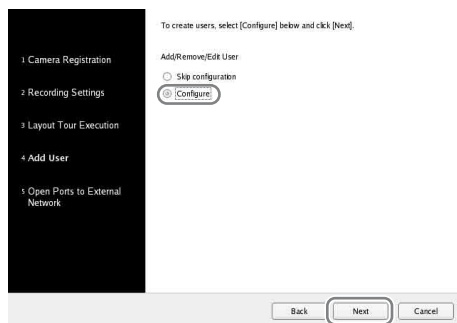 To create users, select [Configure] below and click [Next].
1 Camera Registration
2 Recording Settings
3 Layout Tour Execution
4 Add User
5 Open Ports to External
Network
Add/Remove/Edit User
Skip configuration
Configure
Back Next Cancel